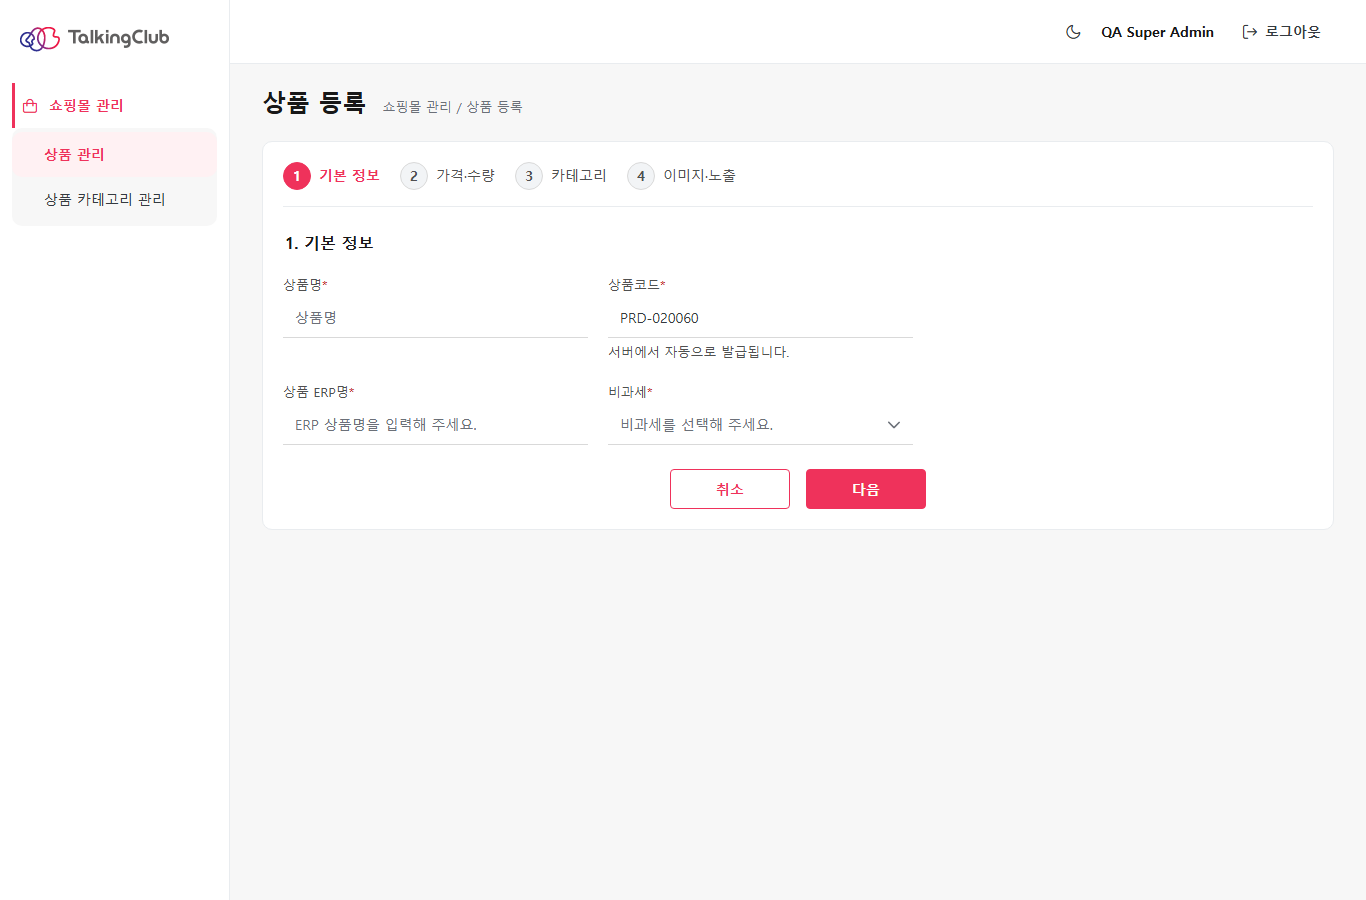 TalkingClub
QA Super Admin
로그아웃
쇼핑몰 관리
상품 관리
상품 카테고리 관리
상품 등록
쇼핑몰 관리 / 상품 등록
1 기본 정보
2 가격·수량
3 카테고리
4 이미지·노출
1. 기본 정보
상품명*
상품코드*
상품명
PRD-020060
서버에서 자동으로 발급됩니다.
상품 ERP명*
비과세*
ERP 상품명을 입력해 주세요.
비과세를 선택해 주세요.
취소
다음